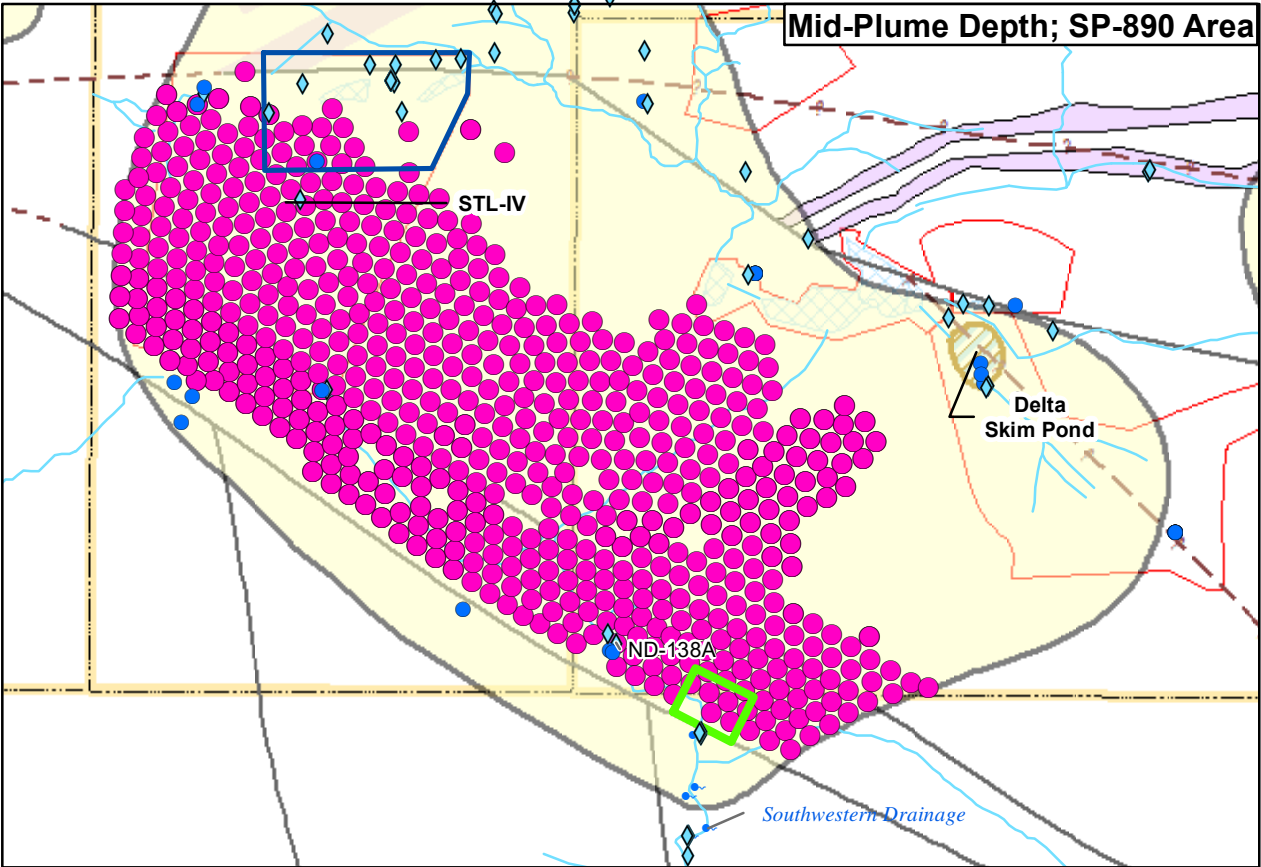 Mid-Plume Depth; SP-890 Area
STL-IV
Delta
Skim Pond
ND-138A
Southwestern Drainage